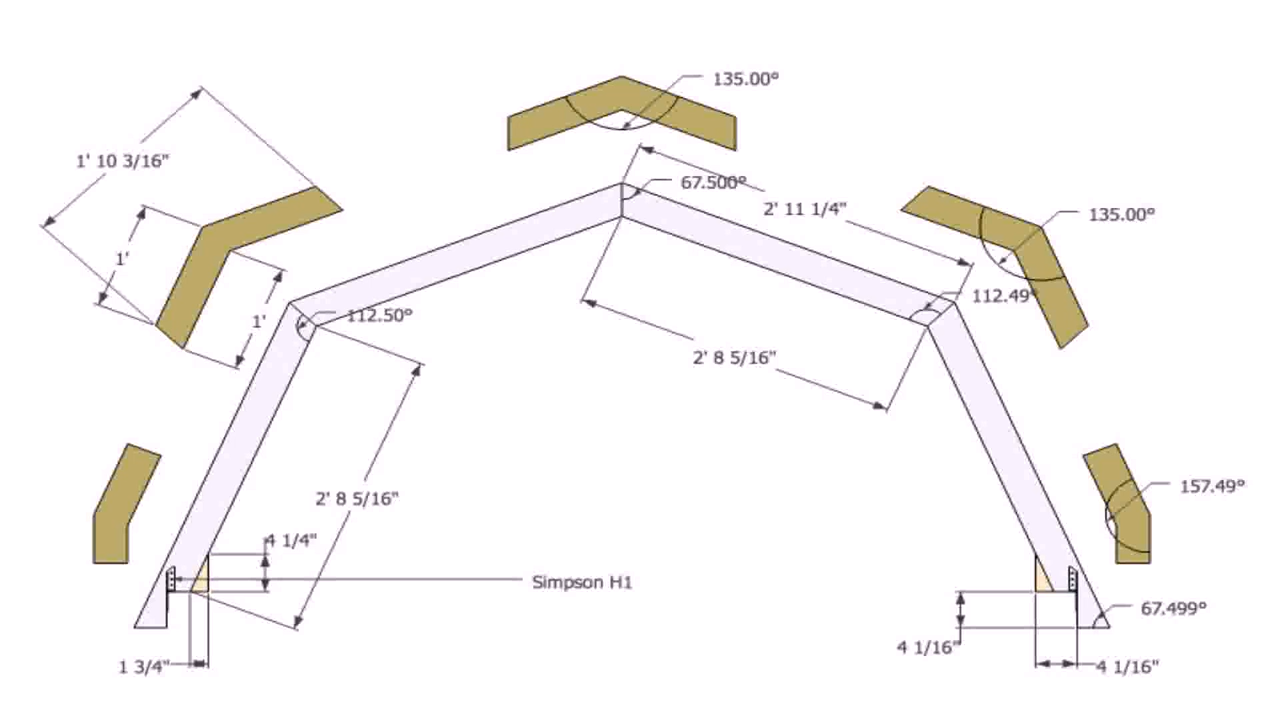 135.00°
1' 10 3/16"
67.500°
2' 11 1/4"
135.00°
1'
1'
112.50°
112.49°
2' 8 5/16"
2' 8 5/16"
157.49°
4 1/4"
Simpson H1
67.499°
4 1/16"
1 3/4"
4 1/16"